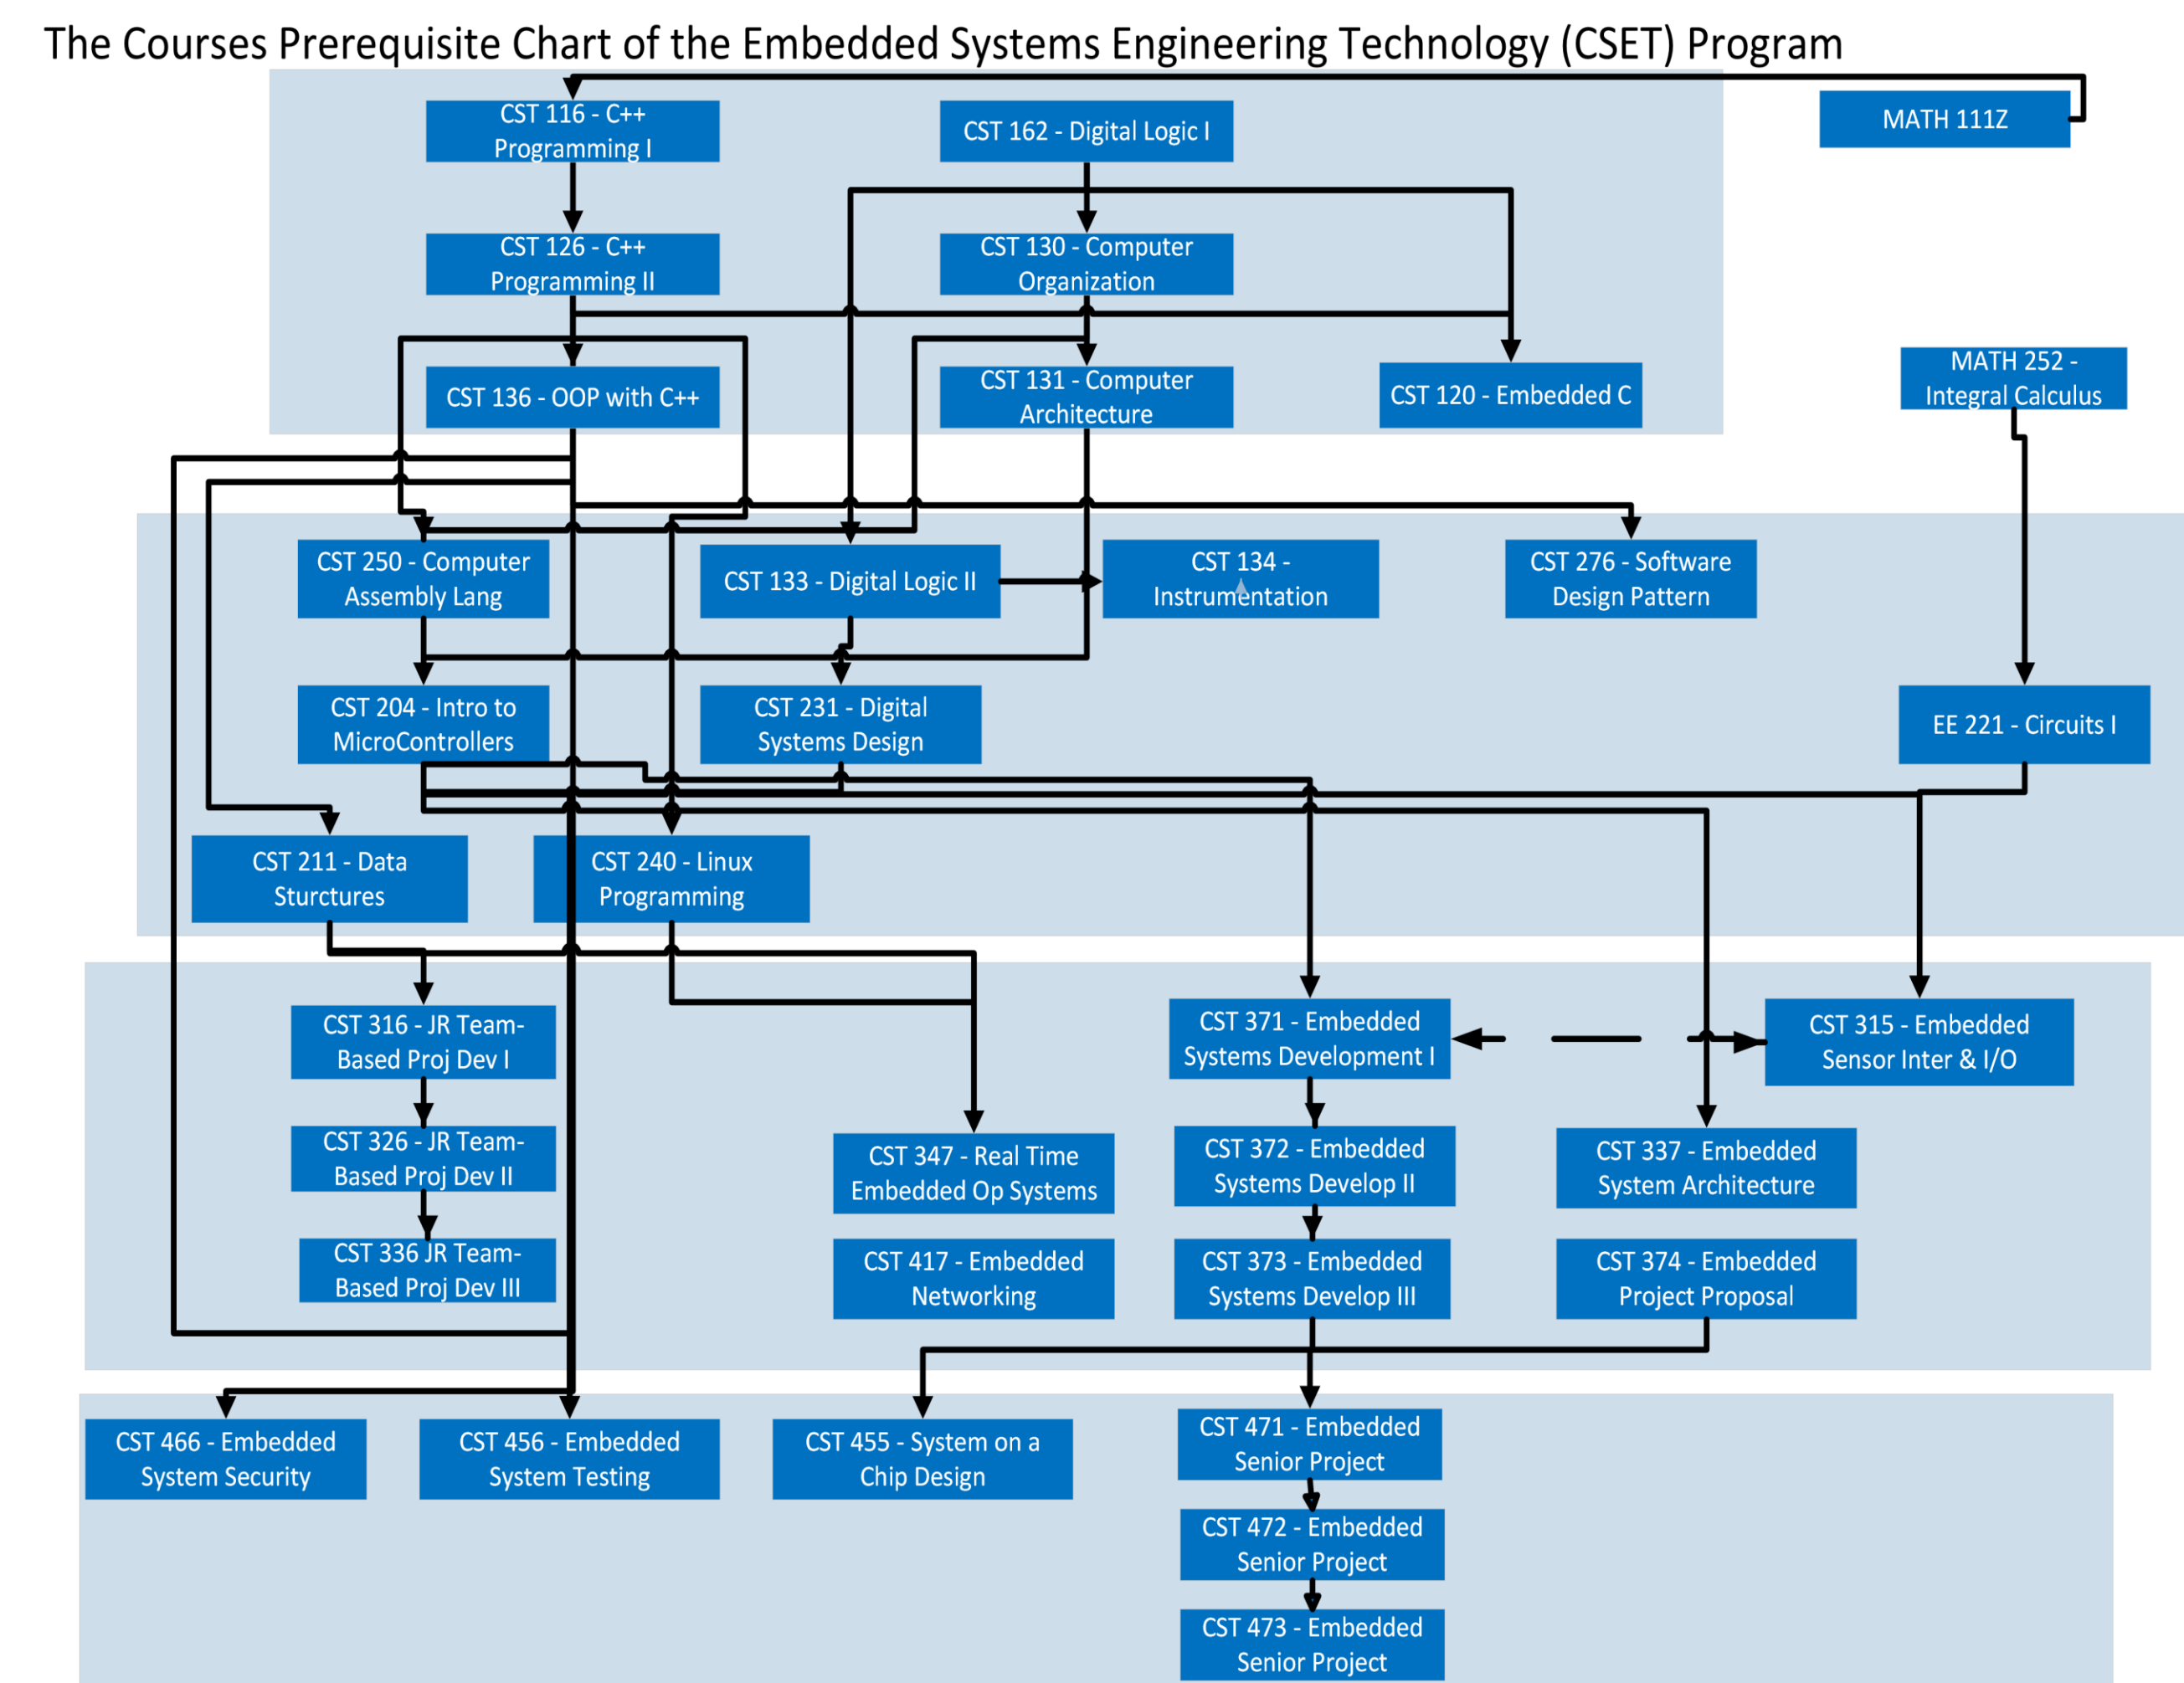 The Courses Prerequisite Chart of the Embedded Systems Engineering Technology (CSET) Program
CST 116 - C++
Programming I
CST 162 - Digital Logic I
MATH 111Z
CST 126 - C++
Programming II
CST 130 - Computer
Organization
CST 136 - OOP with C++
CST 131 - Computer
Architecture
CST 120 - Embedded C
MATH 252 -
Integral Calculus
CST 250 - Computer
Assembly Lang
CST 133 - Digital Logic II
CST 134 -
Instrumentation
CST 276 - Software
Design Pattern
CST 204 - Intro to
MicroControllers
CST 231 - Digital
Systems Design
EE 221 - Circuits I
CST 211 - Data
Sturctures
CST 240 - Linux
Programming
CST 316 - JR Team-
Based Proj Dev I
CST 371 - Embedded
Systems Development I
CST 315 - Embedded
Sensor Inter & I/O
CST 326 - JR Team-
Based Proj Dev II
CST 347 - Real Time
Embedded Op Systems
CST 372 - Embedded
Systems Develop II
CST 337 - Embedded
System Architecture
CST 336 JR Team-
Based Proj Dev III
CST 417 - Embedded
Networking
CST 373 - Embedded
Systems Develop III
CST 374 - Embedded
Project Proposal
CST 466 - Embedded
System Security
CST 456 - Embedded
System Testing
CST 455 - System on a
Chip Design
CST 471 - Embedded
Senior Project
CST 472 - Embedded
Senior Project
CST 473 - Embedded
Senior Project